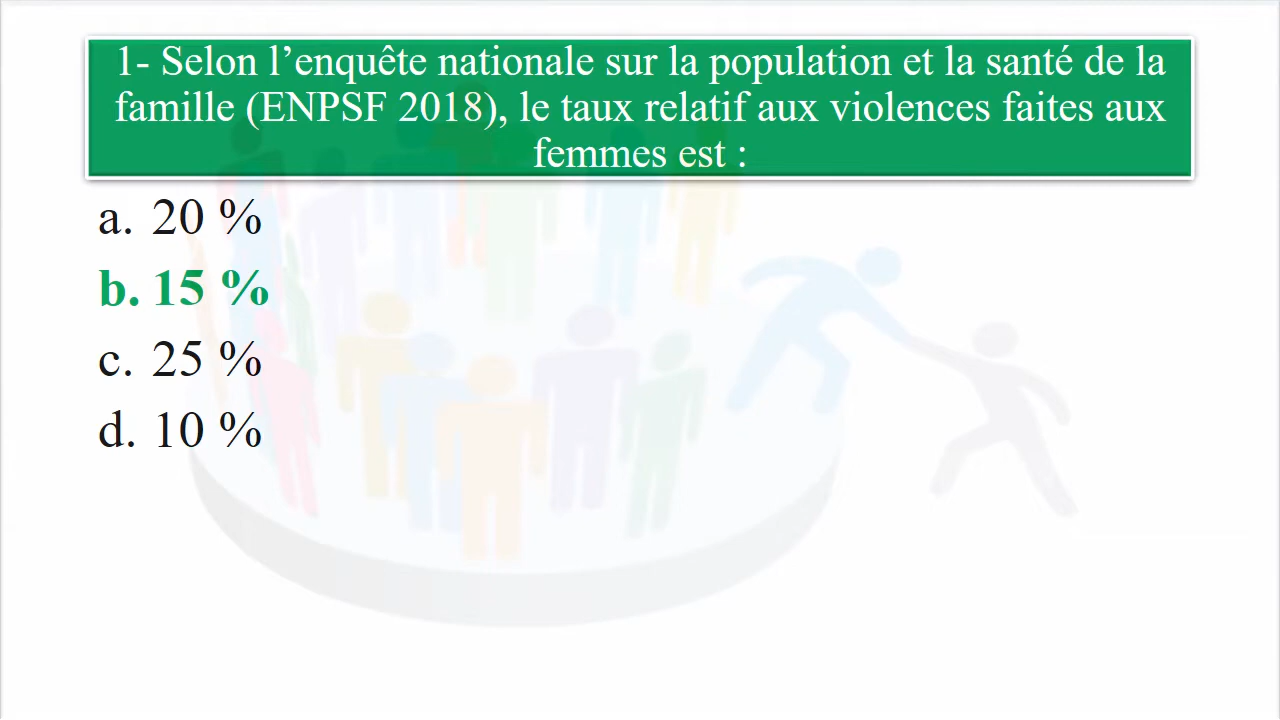 1- Selon l’enquête nationale sur la population et la santé de la
famille (ENPSF 2018), le taux relatif aux violences faites aux
femmes est :
a. 20 %
b. 15 %
c. 25 %
d. 10 %